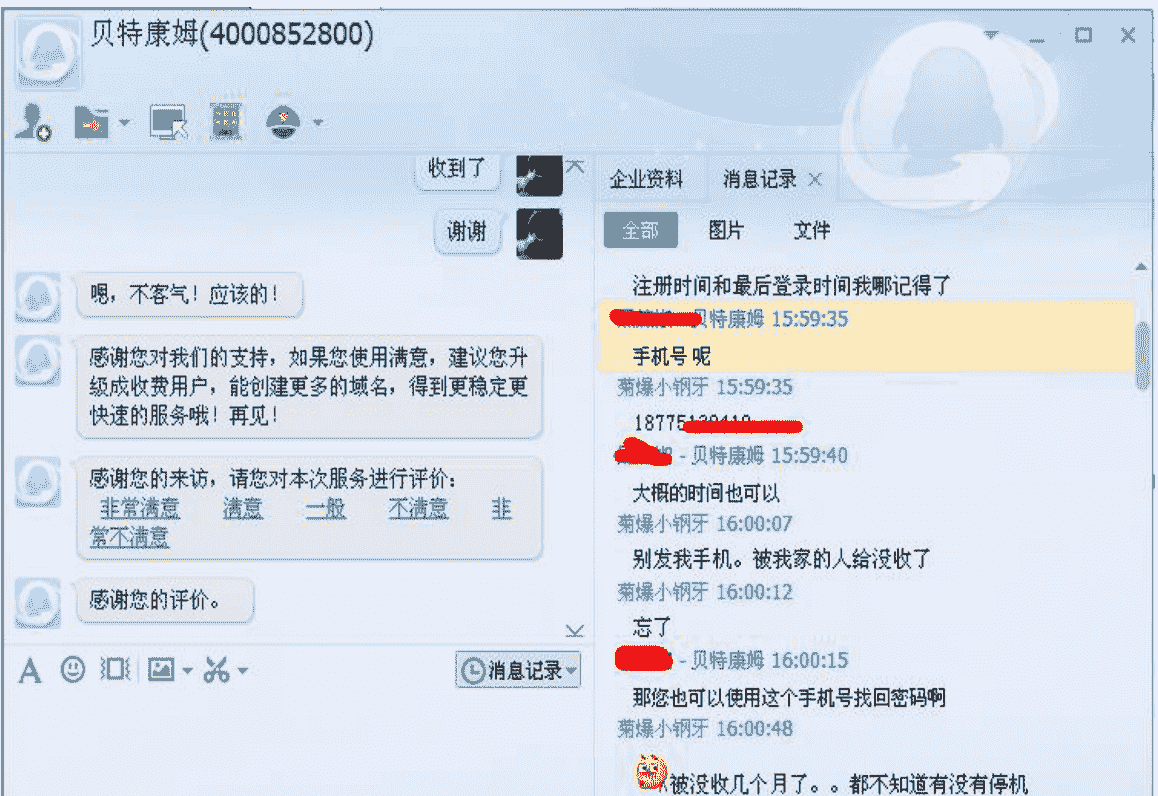 贝特康姆(4000852800)
收到了
谢谢
嗯，不客气！应该的！
感谢您对我们的支持，如果您使用满意，建议您升
级成收费用户，能创建更多的域名，得到更稳定更
快速的服务哦！再见！
感谢您的来访，请您对本次服务进行评价：
非常满意 满意 一般 不满意 非
常不满意
感谢您的评价。
消息记录
企业资料 消息记录
全部 图片 文件
注册时间和最后登录时间我哪记得了
贝特康姆 15:59:35
手机号 呢
菊爆小钢牙 15:59:35
18775
- 贝特康姆 15:59:40
大概的时间也可以
菊爆小钢牙 16:00:07
别发我手机。被我家的人给没收了
菊爆小钢牙 16:00:12
忘了
- 贝特康姆 16:00:15
那您也可以使用这个手机号找回密码啊
菊爆小钢牙 16:00:48
被没收几个月了。。都不知道有没有停机